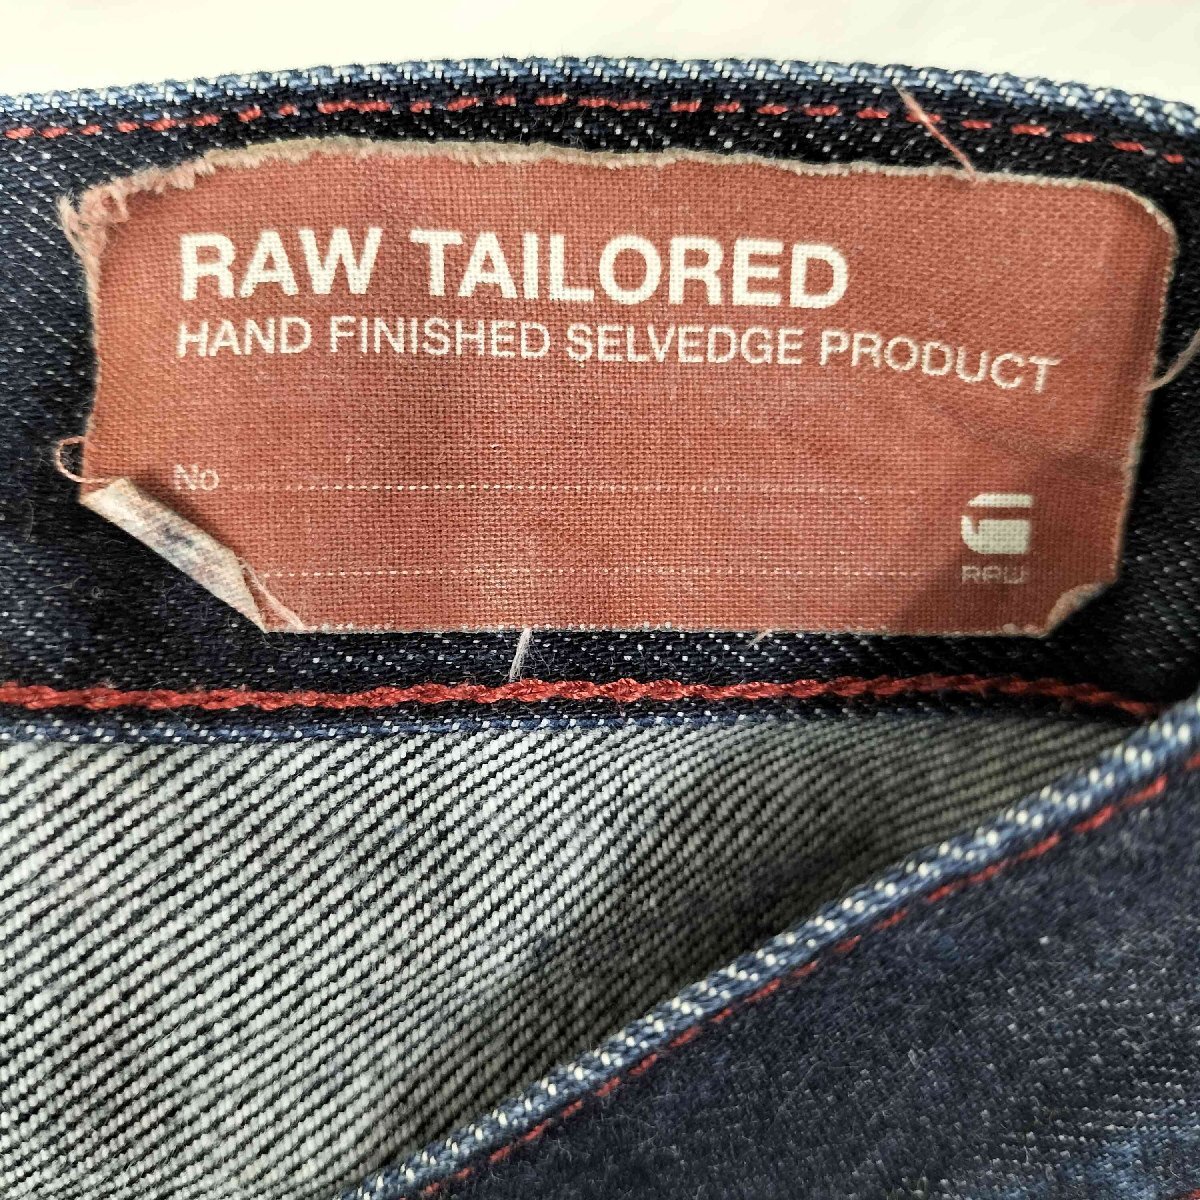 RAW TAILORED
HAND FINISHED SELVEDGE PRODUCT
No
RAW